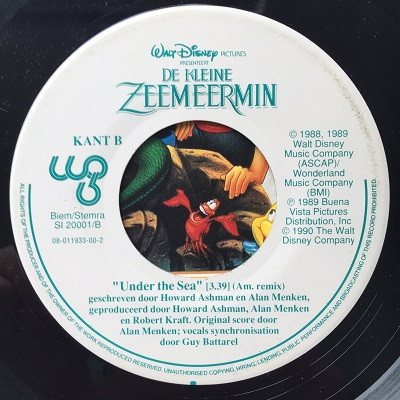 WALT DISNEY PICTURES
PRESENTEERT
DE KLEINE
ZEEMEERMIN
KANT B
Biem/Stemra
SI 20001/B
08-011933-00-2
© 1988, 1989
Walt Disney
Music Company
(ASCAP)/
Wonderland
Music Company
(BMI)
℗ 1989 Buena
Vista Pictures
Distribution, Inc.
© 1990 The Walt
Disney Company
"Under the Sea" [3.39] (Am. remix)
geschreven door Howard Ashman en Alan Menken,
geproduceerd door Howard Ashman, Alan Menken
en Robert Kraft. Original score door
Alan Menken; vocals synchronisation
door Guy Battarel
ALL RIGHTS OF THE PRODUCER AND OF THE OWNER OF THE WORK REPRODUCED RESERVED. UNAUTHORISED COPYING, HIRING, LENDING, PUBLIC PERFORMANCE AND BROADCASTING OF THIS RECORD PROHIBITED.